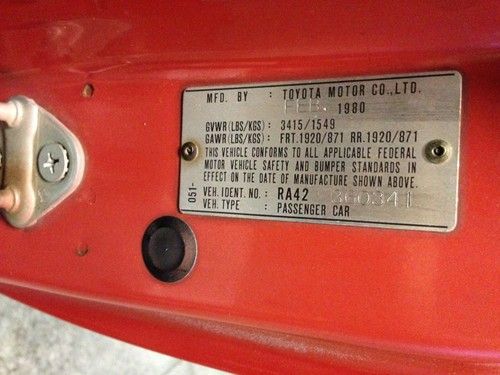 MFD. BY : TOYOTA MOTOR CO., LTD.
FEB. 1980
GVWR(LBS/KGS) : 3415/1549
GAWR(LBS/KGS) : FRT.1920/871 RR.1920/871
THIS VEHICLE CONFORMS TO ALL APPLICABLE FEDERAL
MOTOR VEHICLE SAFETY AND BUMPER STANDARDS IN
EFFECT ON THE DATE OF MANUFACTURE SHOWN ABOVE.
VEH. IDENT. NO. : RA42 360341
VEH. TYPE : PASSENGER CAR
051-